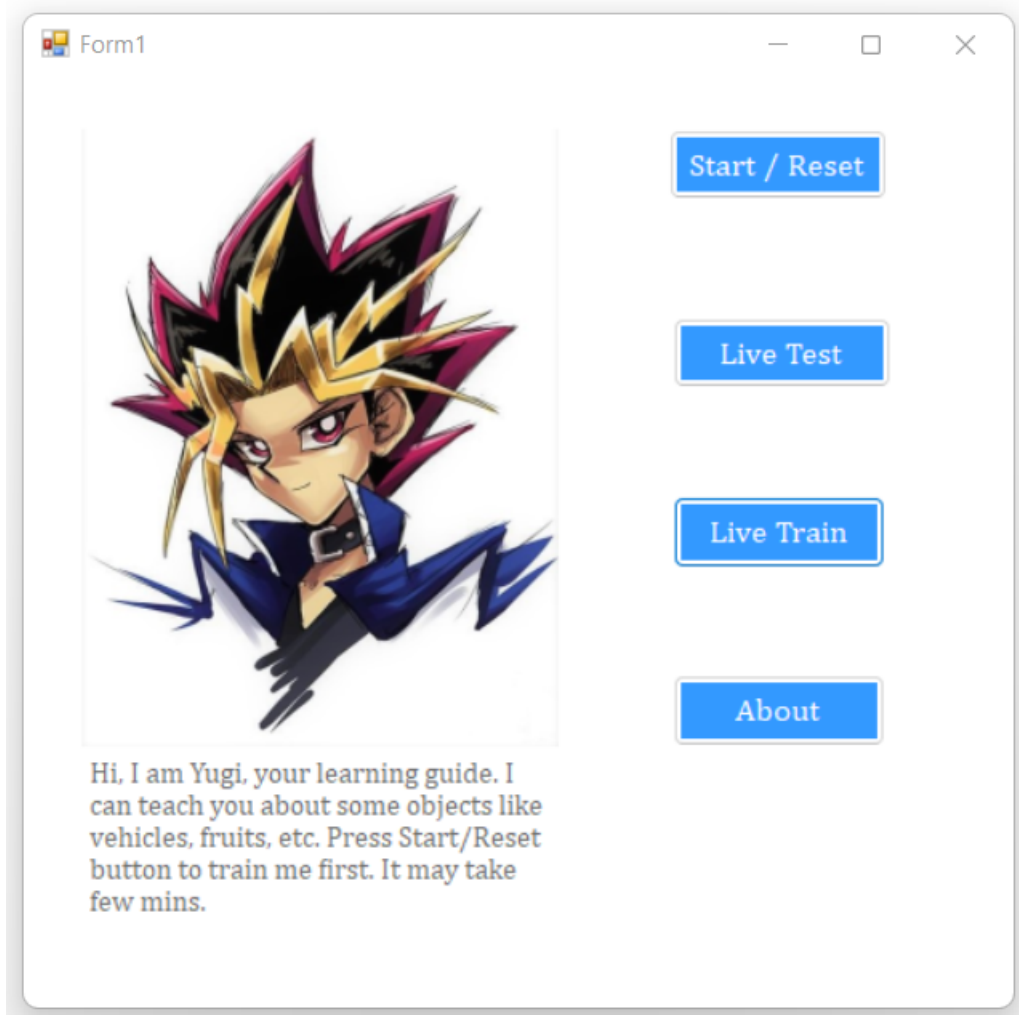 Form1
Start / Reset
Live Test
Live Train
About
Hi, I am Yugi, your learning guide. I
can teach you about some objects like
vehicles, fruits, etc. Press Start/Reset
button to train me first. It may take
few mins.